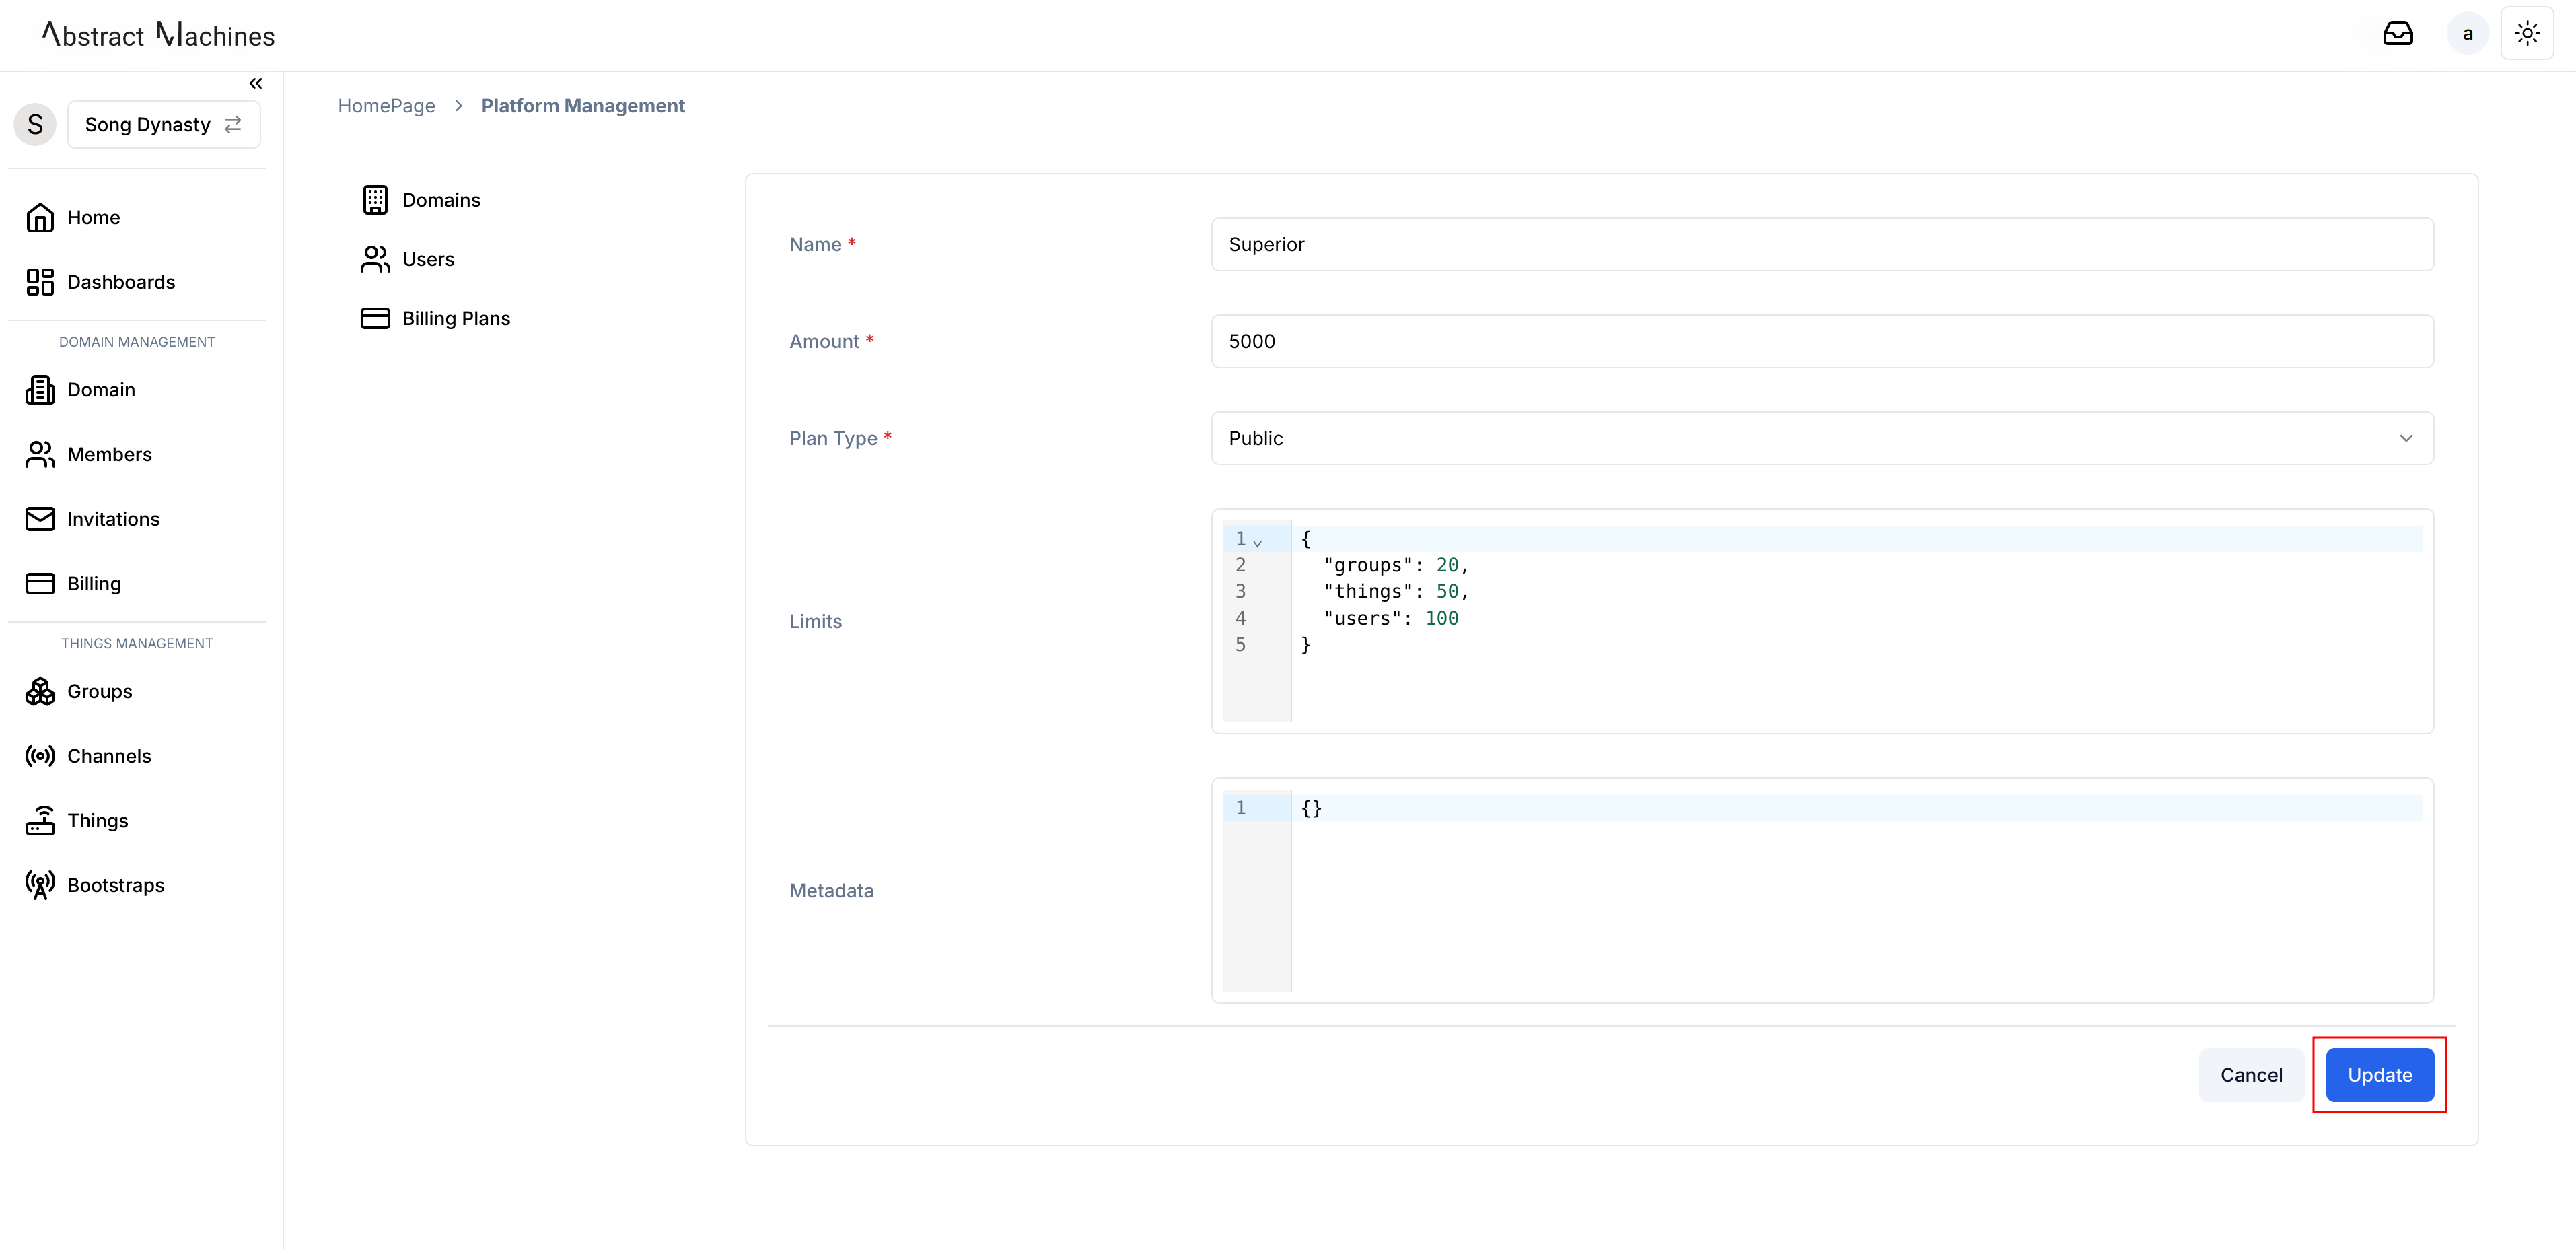 Abstract Machines
a
S
Song Dynasty
Home
Dashboards
DOMAIN MANAGEMENT
Domain
Members
Invitations
Billing
THINGS MANAGEMENT
Groups
Channels
Things
Bootstraps
HomePage > Platform Management
Domains
Users
Billing Plans
Name *
Superior
Amount *
5000
Plan Type *
Public
Limits
1 {
2 "groups": 20,
3 "things": 50,
4 "users": 100
5 }
Metadata
1 {}
Cancel
Update